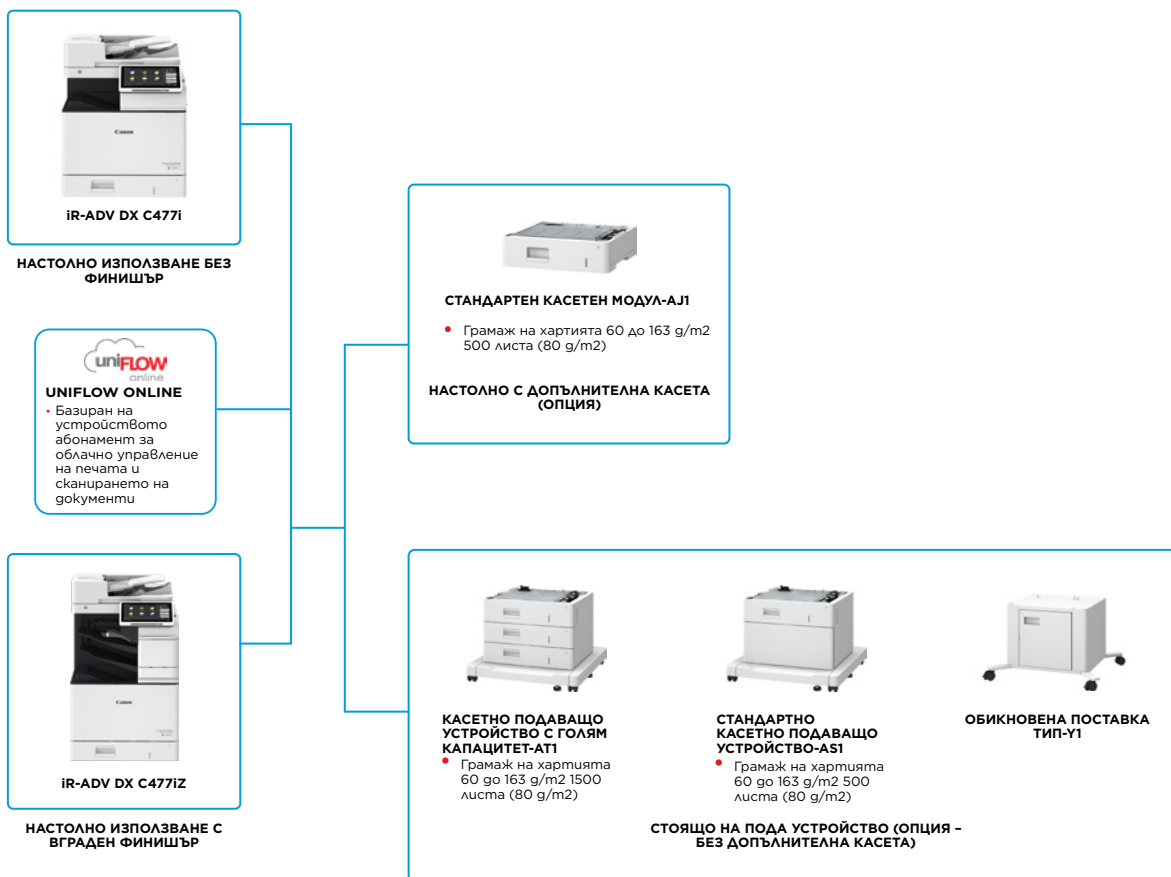 Canon
iR-ADV DX C477i
НАСТОЛНО ИЗПОЛЗВАНЕ БЕЗ
ФИНИШЪР
uniFLOW
online
UNIFLOW ONLINE
• Базиран на
устройството
абонамент за
облачно управление
на печата и
сканирането на
документи
Canon
iR-ADV DX C477iZ
НАСТОЛНО ИЗПОЛЗВАНЕ С
ВГРАДЕН ФИНИШЪР
СТАНДАРТЕН КАСЕТЕН МОДУЛ-AJ1
• Грамаж на хартията 60 до 163 g/m2
500 листа (80 g/m2)
НАСТОЛНО С ДОПЪЛНИТЕЛНА КАСЕТА
(ОПЦИЯ)
КАСЕТНО ПОДАВАЩО
УСТРОЙСТВО С ГОЛЯМ
КАПАЦИТЕТ-AT1
• Грамаж на хартията
60 до 163 g/m2 1500
листа (80 g/m2)
СТАНДАРТНО
КАСЕТНО ПОДАВАЩО
УСТРОЙСТВО-AS1
• Грамаж на хартията
60 до 163 g/m2 500
листа (80 g/m2)
ОБИКНОВЕНА ПОСТАВКА
ТИП-Y1
СТОЯЩО НА ПОДА УСТРОЙСТВО (ОПЦИЯ –
БЕЗ ДОПЪЛНИТЕЛНА КАСЕТА)